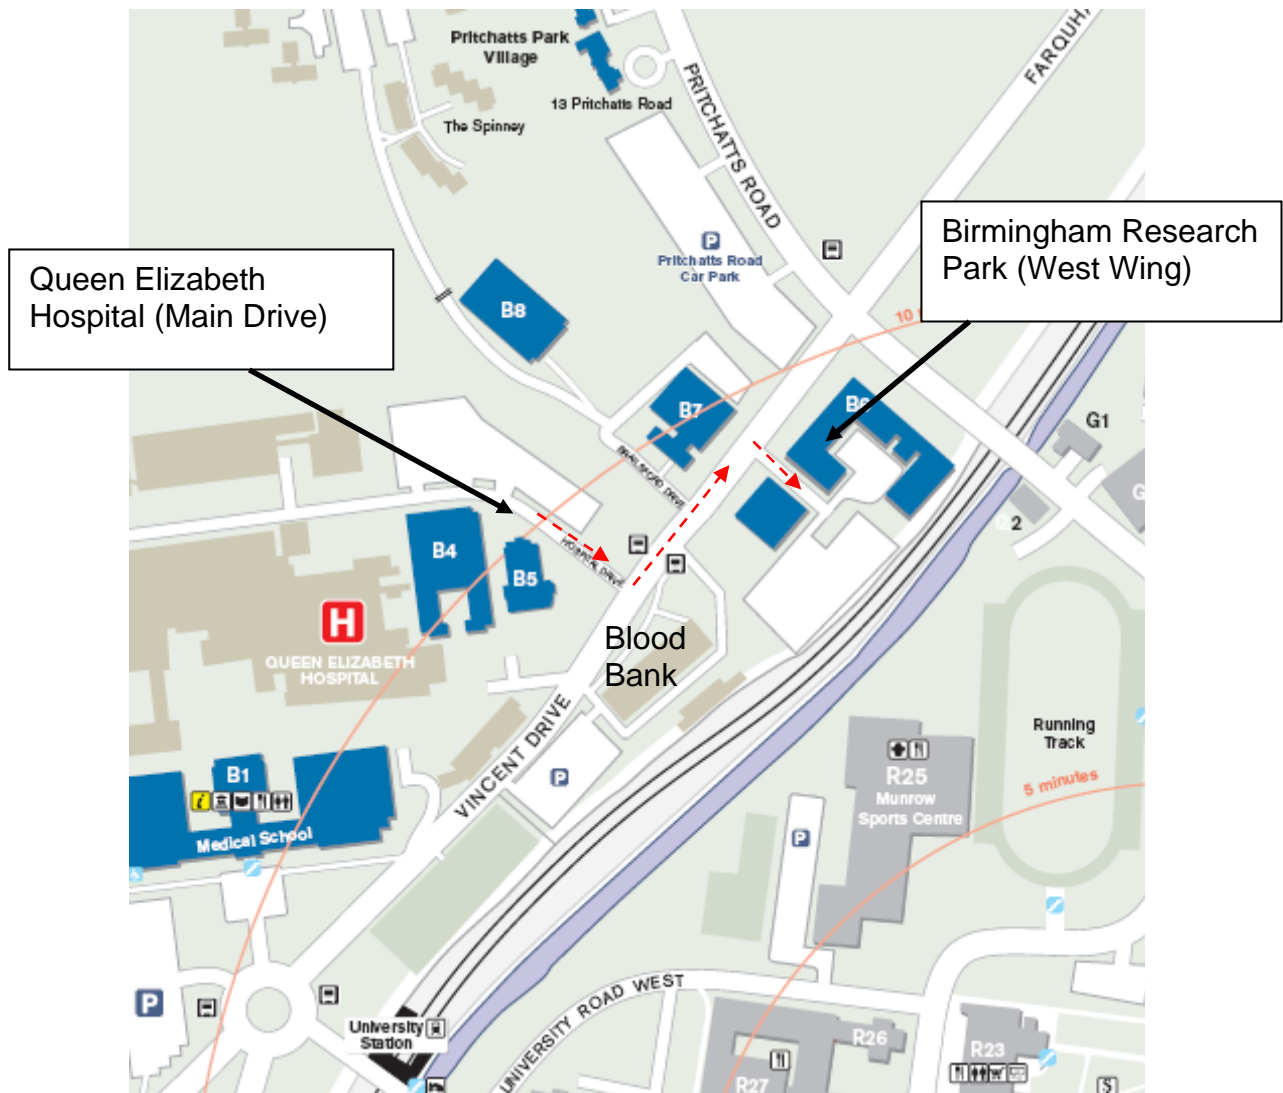 Pritchatts Park
Village
13 Pritchatts Road
The Spinney
PRITCHATTS ROAD
FARQUHA
P
Pritchatts Road
Car Park
Birmingham Research
Park (West Wing)
Queen Elizabeth
Hospital (Main Drive)
10
B8
B7
B6
G1
G
2
BRAILSFORD DRIVE
HOSPITAL DRIVE
B4
B5
H
QUEEN ELIZABETH
HOSPITAL
Blood
Bank
VINCENT DRIVE
P
B1
i
Medical School
Running
Track
5 minutes
R25
Munrow
Sports Centre
P
P
University
Station
UNIVERSITY ROAD WEST
R26
R27
R23
S